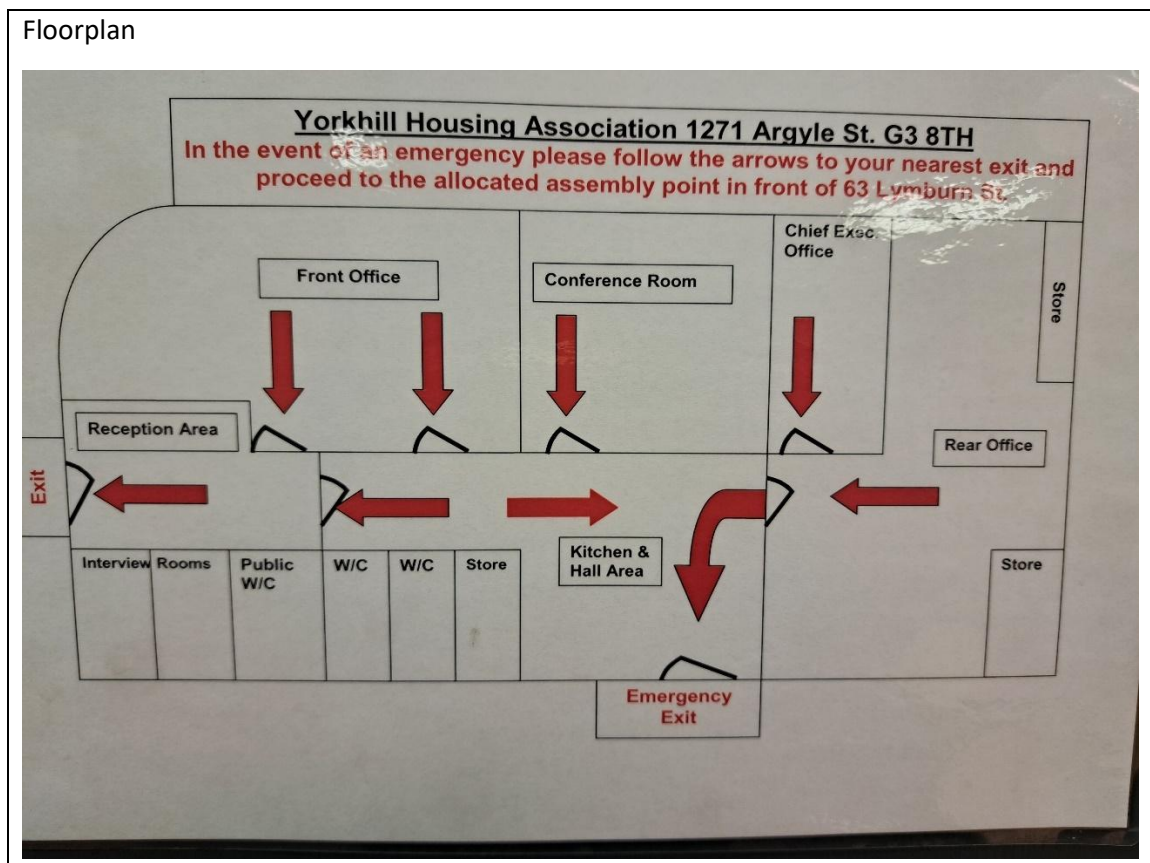 Floorplan
Yorkhill Housing Association 1271 Argyle St. G3 8TH
In the event of an emergency please follow the arrows to your nearest exit and
proceed to the allocated assembly point in front of 63 Lymburn St.
Chief Exec.
Office
Front Office
Conference Room
Store
Reception Area
Rear Office
Exit
Interview Rooms
Public
W/C
W/C
W/C
Store
Kitchen &
Hall Area
Store
Emergency
Exit